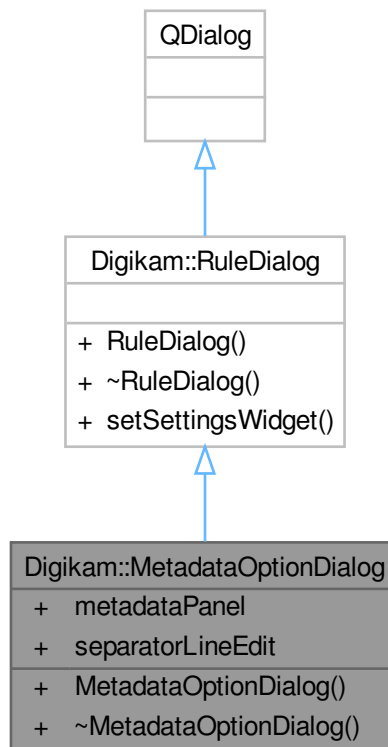 QDialog
Digikam::RuleDialog
+ RuleDialog()
+ ~RuleDialog()
+ setSettingsWidget()
Digikam::MetadataOptionDialog
+ metadataPanel
+ separatorLineEdit
+ MetadataOptionDialog()
+ ~MetadataOptionDialog()